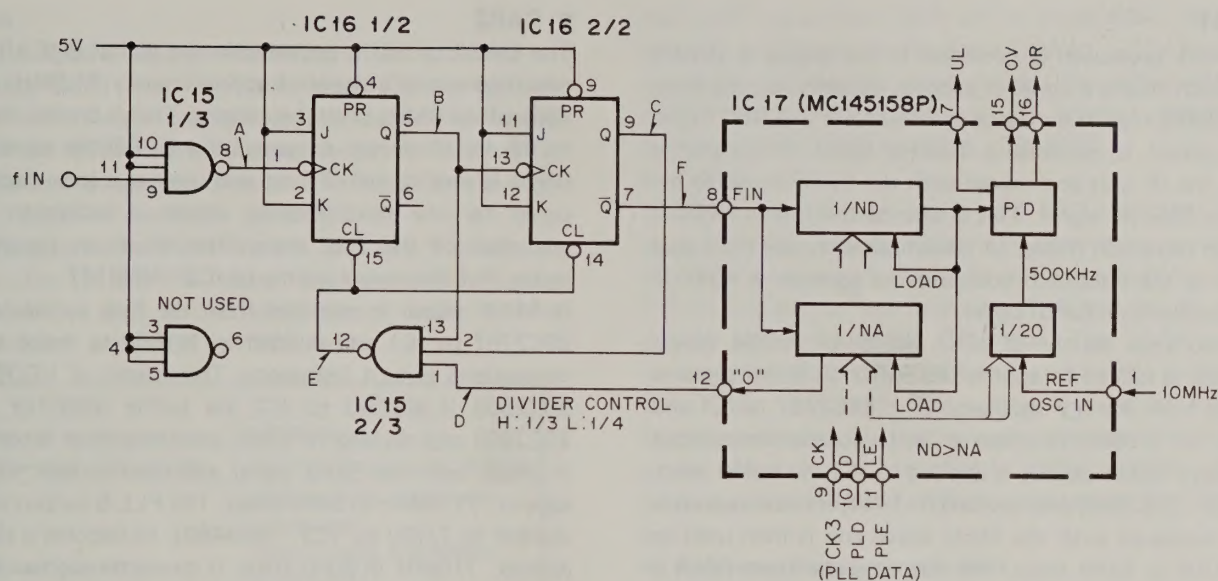 IC16 1/2
IC16 2/2
5V
UL
OV
OR
4
9
7
15
16
IC15
1/3
PR
PR
IC17 (MC145158P)
10
11
9
8
A
3
J
Q
5
B
11
J
Q
9
C
fIN
1
CK
13
CK
F
8
FIN
1/ND
P.D
2
K
Q
6
12
K
Q
7
CL
15
CL
14
LOAD
500KHz
NOT USED
3
4
5
6
12
13
2
1
1/NA
1/20
E
12
"O"
REF
OSC IN
10MHz
IC15
2/3
D
DIVIDER CONTROL
H:1/3 L:1/4
LOAD
CK
D
LE
ND>NA
9
10
11
CK3
PLD
PLE
(PLL DATA)